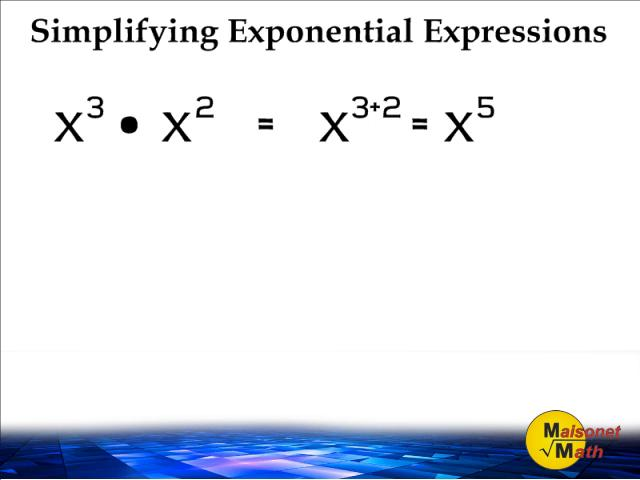 Simplifying Exponential Expressions
x³ • x² = x³⁺² = x⁵
Maisonet
√Math